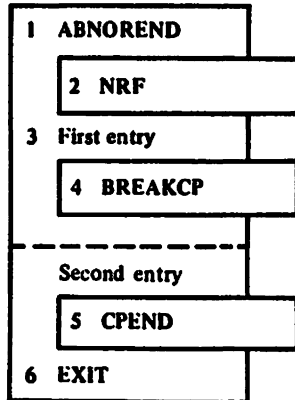 1 ABNOREND
2 NRF
3 First entry
4 BREAKCP
Second entry
5 CPEND
6 EXIT